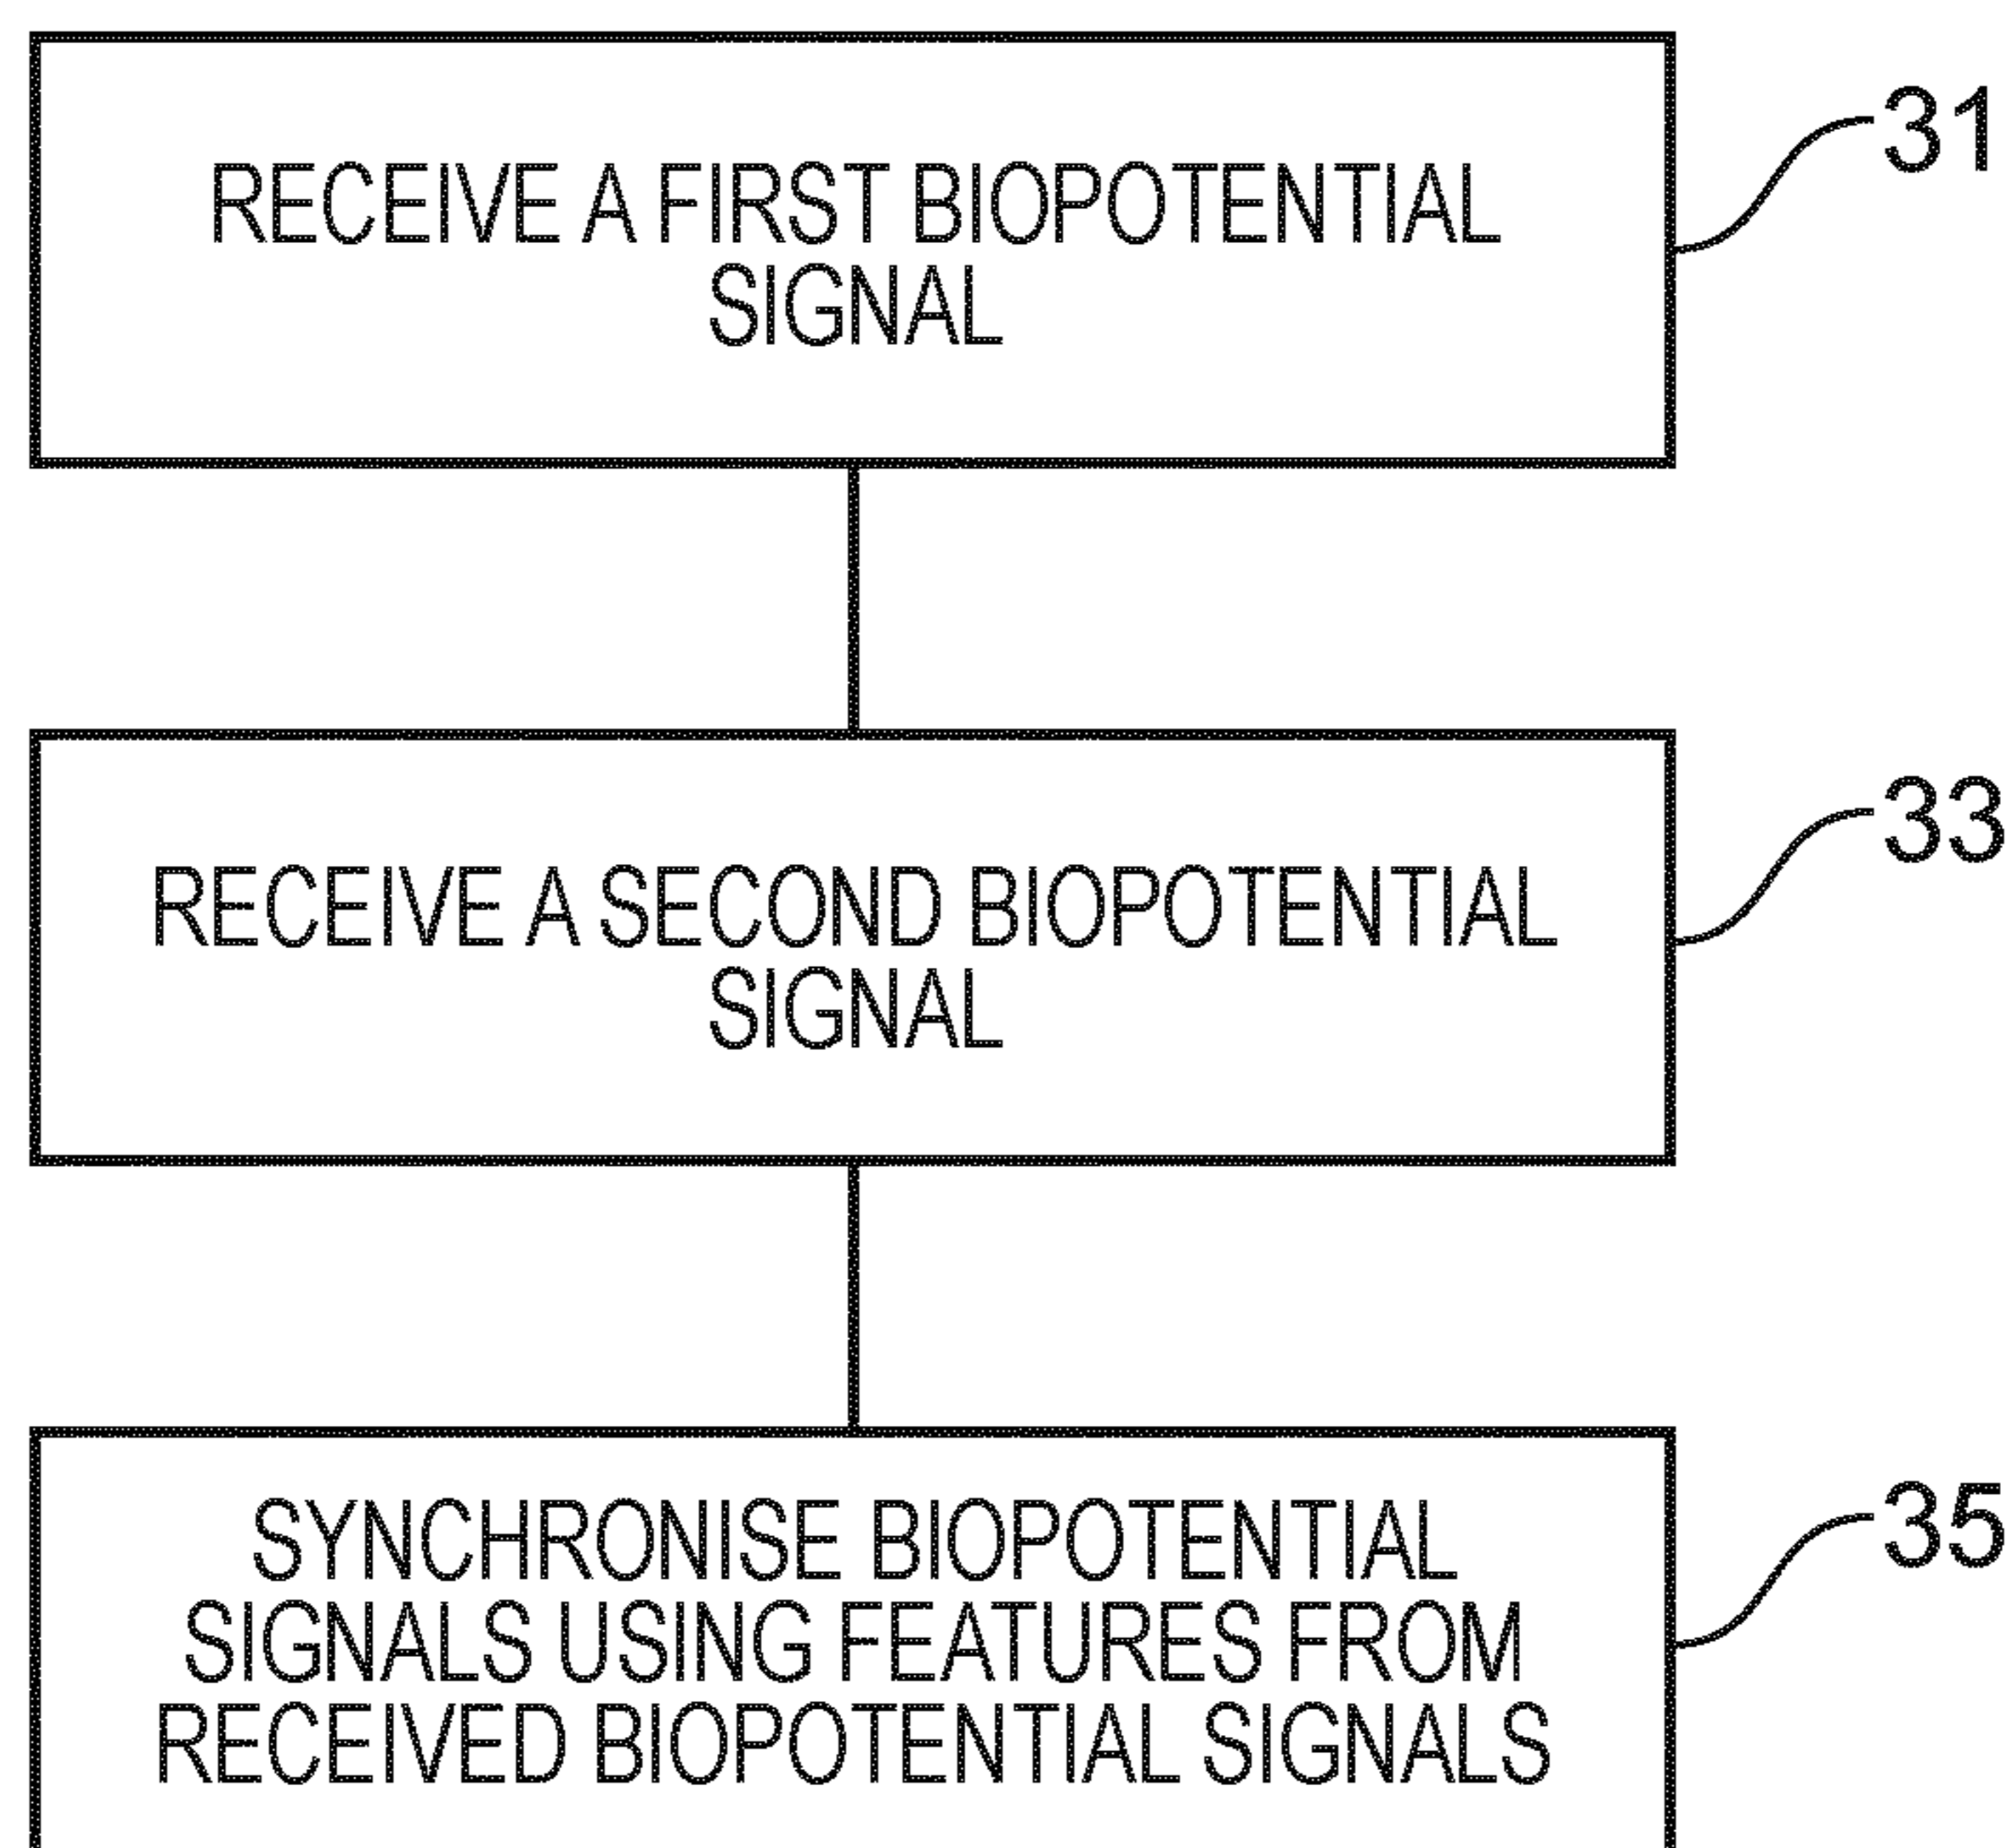 RECEIVE A FIRST BIOPOTENTIAL
SIGNAL
31
RECEIVE A SECOND BIOPOTENTIAL
SIGNAL
33
SYNCHRONISE BIOPOTENTIAL
SIGNALS USING FEATURES FROM
RECEIVED BIOPOTENTIAL SIGNALS
35